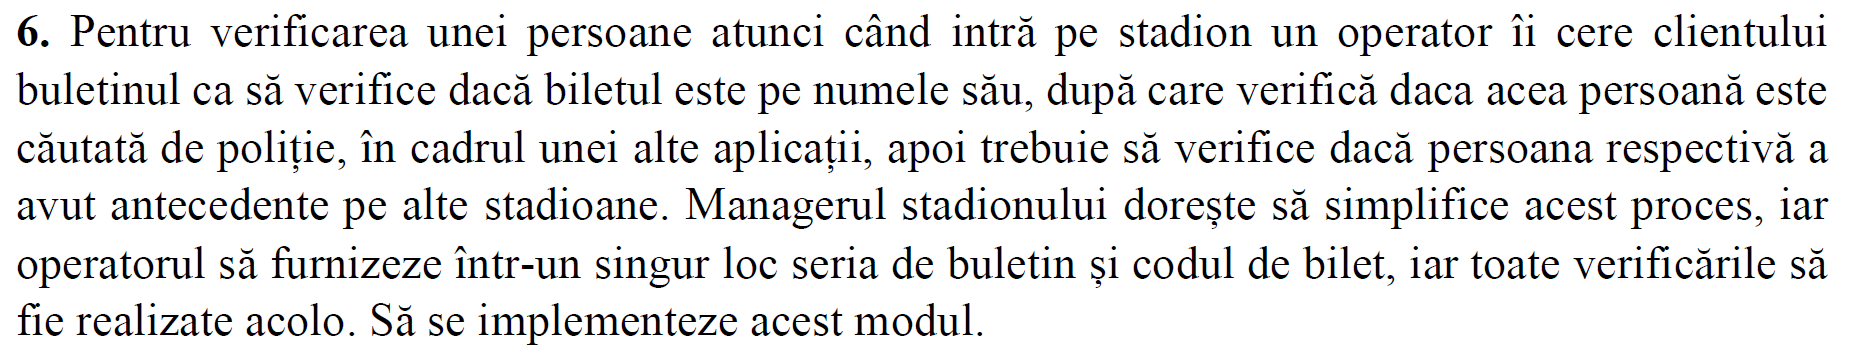 6. Pentru verificarea unei persoane atunci când intră pe stadion un operator îi cere clientului
buletinul ca să verifice dacă biletul este pe numele său, după care verifică daca acea persoană este
căutată de poliție, în cadrul unei alte aplicații, apoi trebuie să verifice dacă persoana respectivă a
avut antecedente pe alte stadioane. Managerul stadionului dorește să simplifice acest proces, iar
operatorul să furnizeze într-un singur loc seria de buletin și codul de bilet, iar toate verificările să
fie realizate acolo. Să se implementeze acest modul.